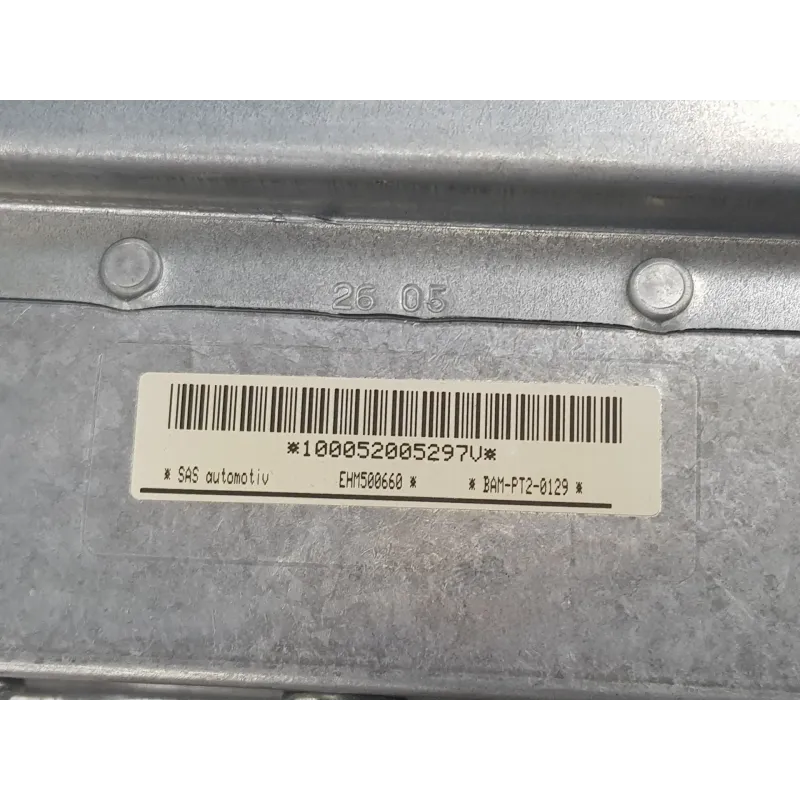 26 05
*100052005297V*
* SAS automotiv EHM500660 * * BAM-PT2-0129 *